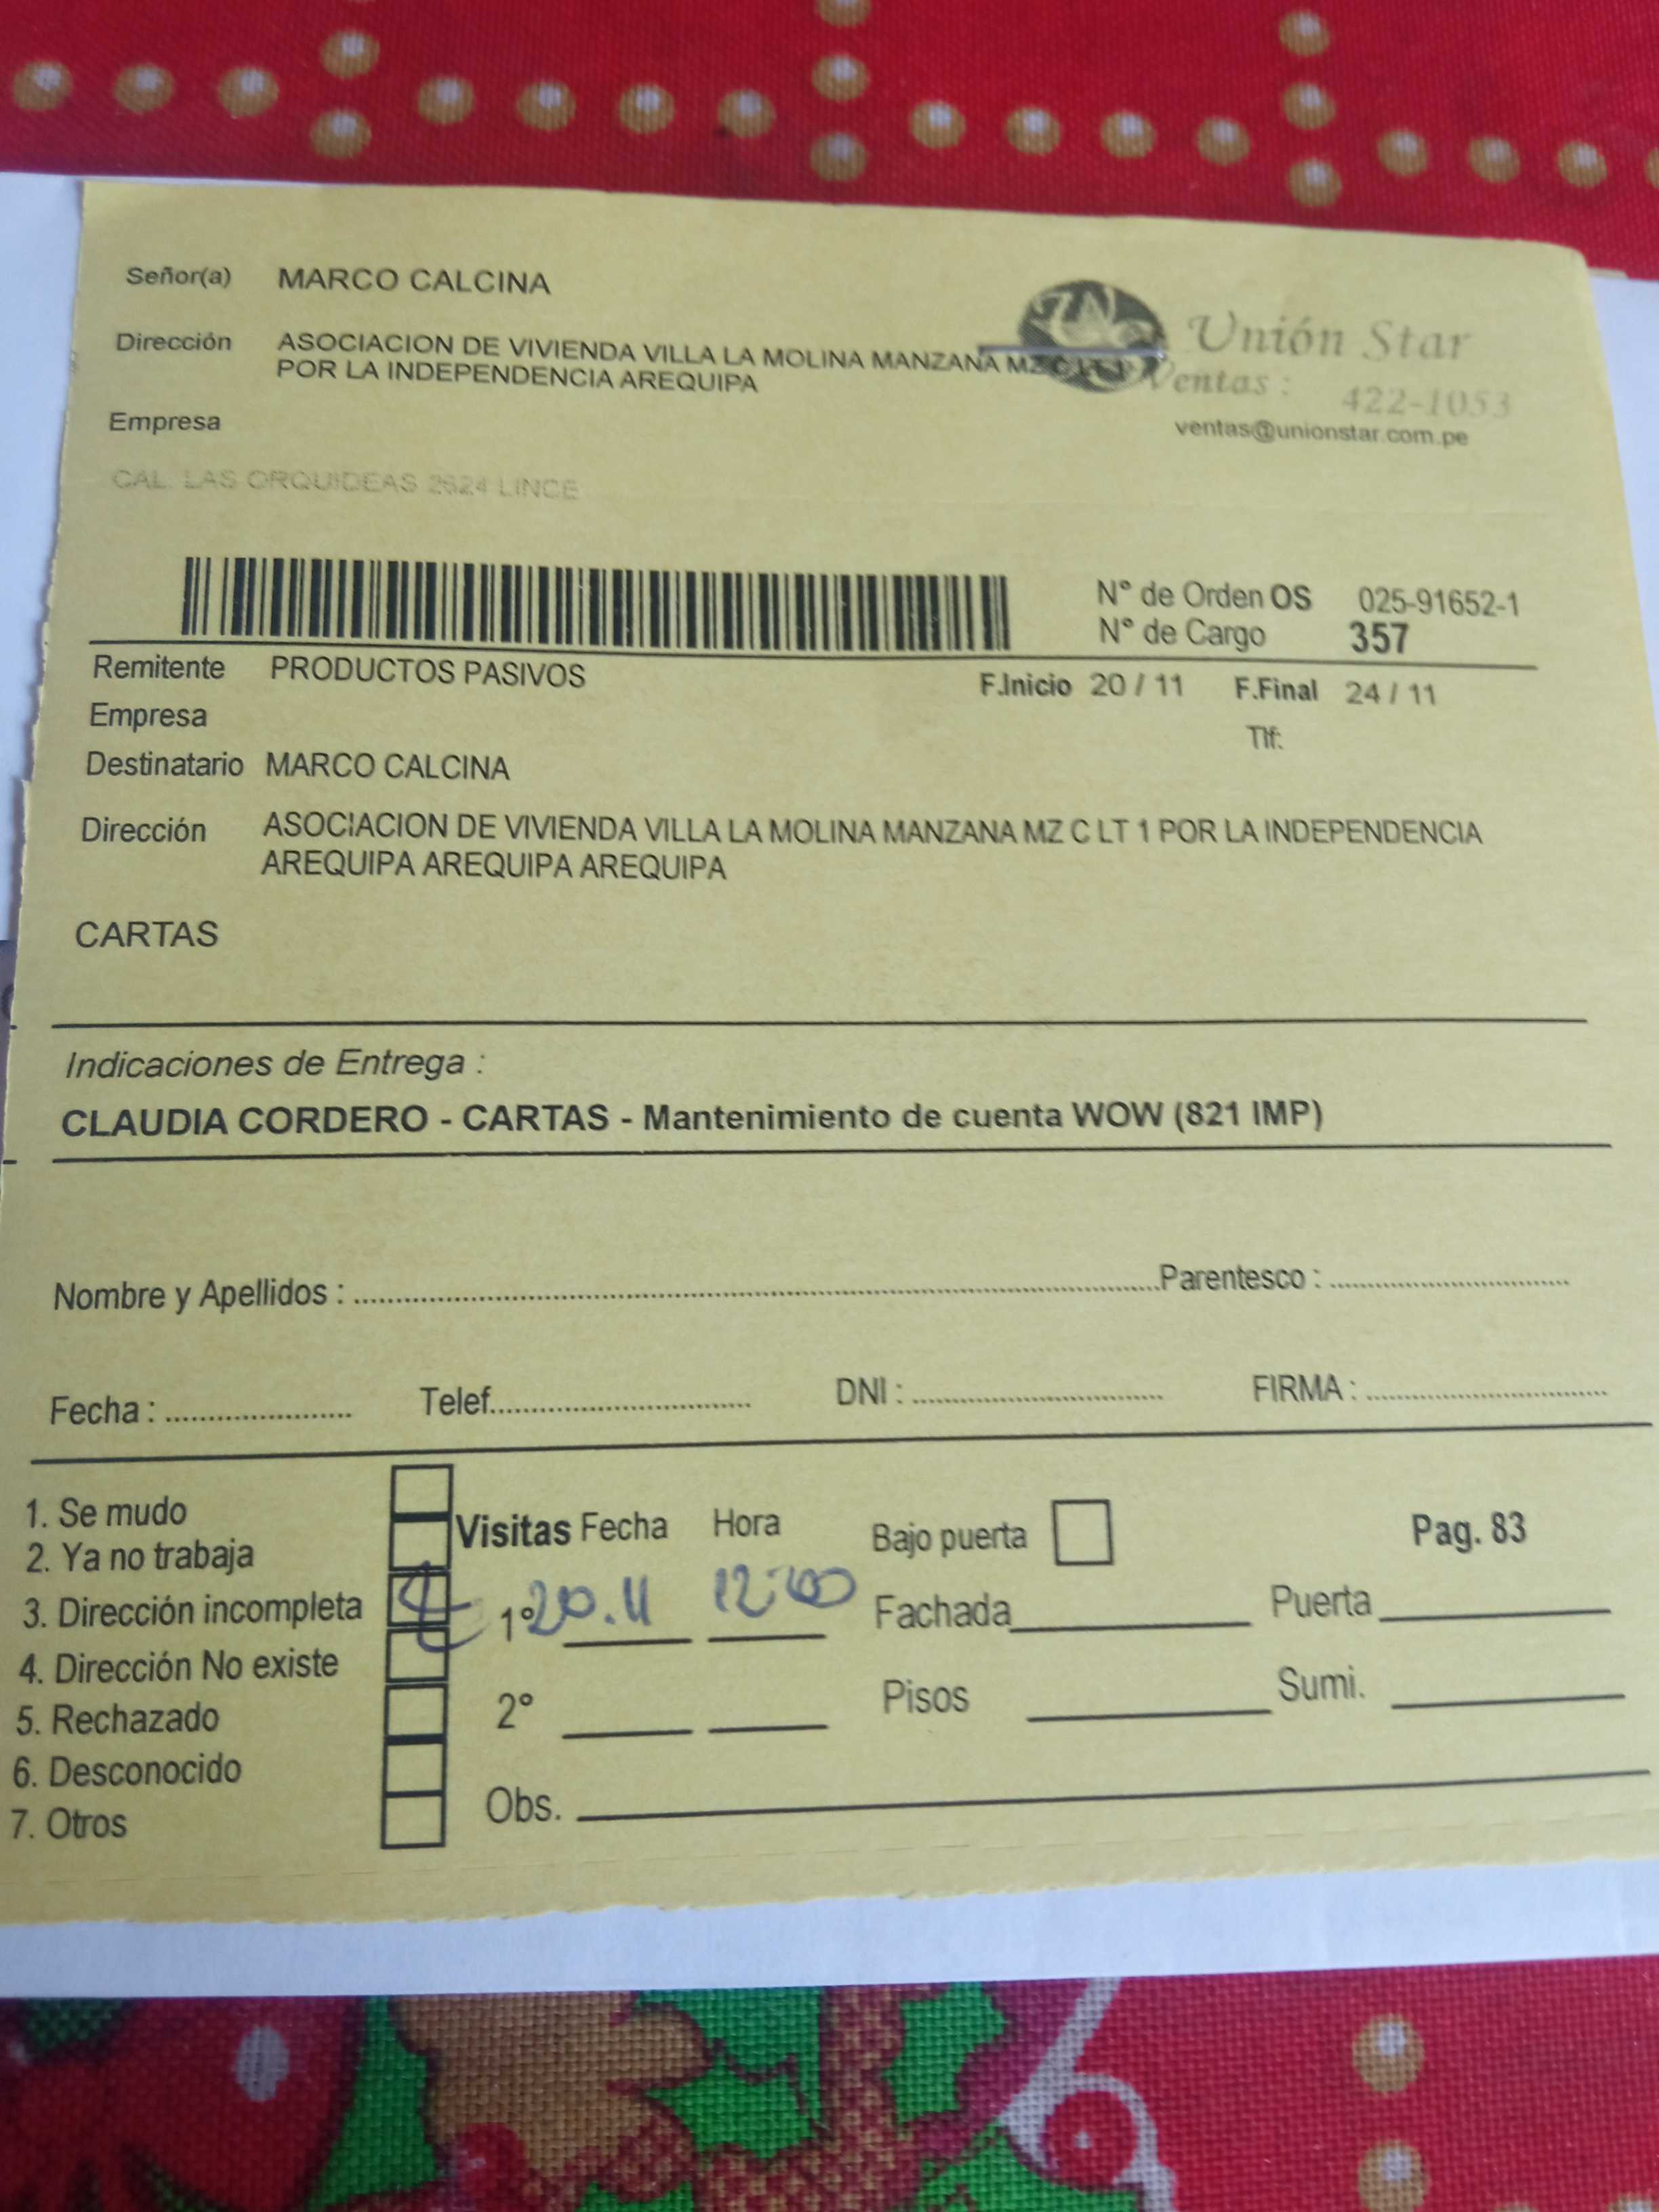 Señor(a) MARCO CALCINA
Unión Star
Dirección ASOCIACION DE VIVIENDA VILLA LA MOLINA MANZANA MZ C LT 1
POR LA INDEPENDENCIA AREQUIPA
Ventas : 422-1053
Empresa
ventas@unionstar.com.pe
CAL. LAS ORQUIDEAS 2624 LINCE
N° de Orden OS 025-91652-1
N° de Cargo 357
Remitente PRODUCTOS PASIVOS
F.Inicio 20 / 11 F.Final 24 / 11
Empresa
Tlf:
Destinatario MARCO CALCINA
Dirección ASOCIACION DE VIVIENDA VILLA LA MOLINA MANZANA MZ C LT 1 POR LA INDEPENDENCIA
AREQUIPA AREQUIPA AREQUIPA
CARTAS
Indicaciones de Entrega :
CLAUDIA CORDERO - CARTAS - Mantenimiento de cuenta WOW (821 IMP)
Nombre y Apellidos : Parentesco :
Fecha : Telef. DNI : FIRMA :
1. Se mudo
2. Ya no trabaja
3. Dirección incompleta
4. Dirección No existe
5. Rechazado
6. Desconocido
7. Otros
Visitas Fecha Hora Bajo puerta Pag. 83
1° 20.11 12:00 Fachada Puerta
2° Pisos Sumi.
Obs.